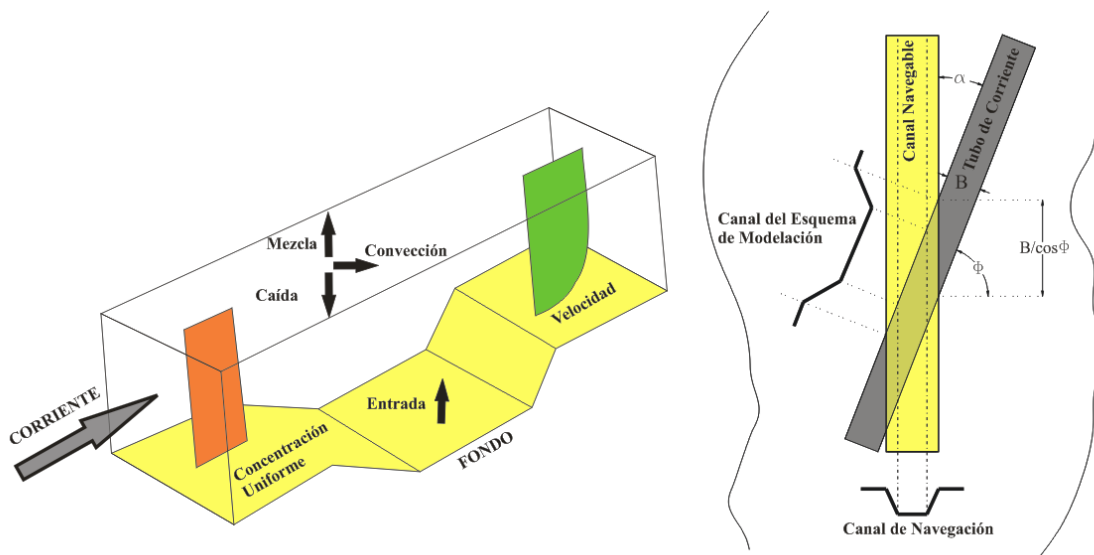 Mezcla
Convección
Caída
Velocidad
Entrada
CORRIENTE
Concentración
Uniforme
FONDO
Canal Navegable
α
Tubo de Corriente
B
Canal del Esquema
de Modelación
B/cosΦ
Φ
Canal de Navegación